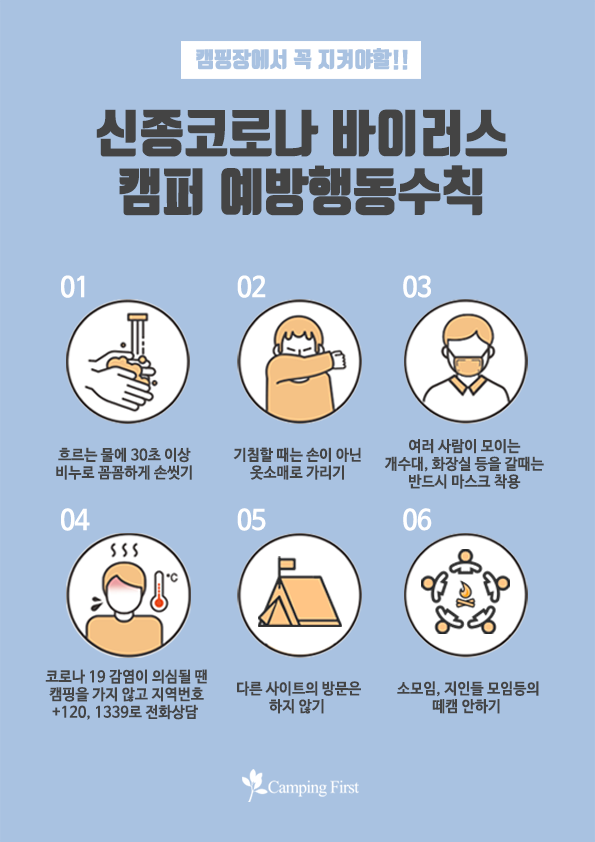 캠핑장에서 꼭 지켜야할!!
신종코로나 바이러스
캠퍼 예방행동수칙
01
흐르는 물에 30초 이상
비누로 꼼꼼하게 손씻기
02
기침할 때는 손이 아닌
옷소매로 가리기
03
여러 사람이 모이는
개수대, 화장실 등을 갈때는
반드시 마스크 착용
04
°C
코로나 19 감염이 의심될 땐
캠핑을 가지 않고 지역번호
+120, 1339로 전화상담
05
다른 사이트의 방문은
하지 않기
06
소모임, 지인들 모임등의
떼캠 안하기
Camping First